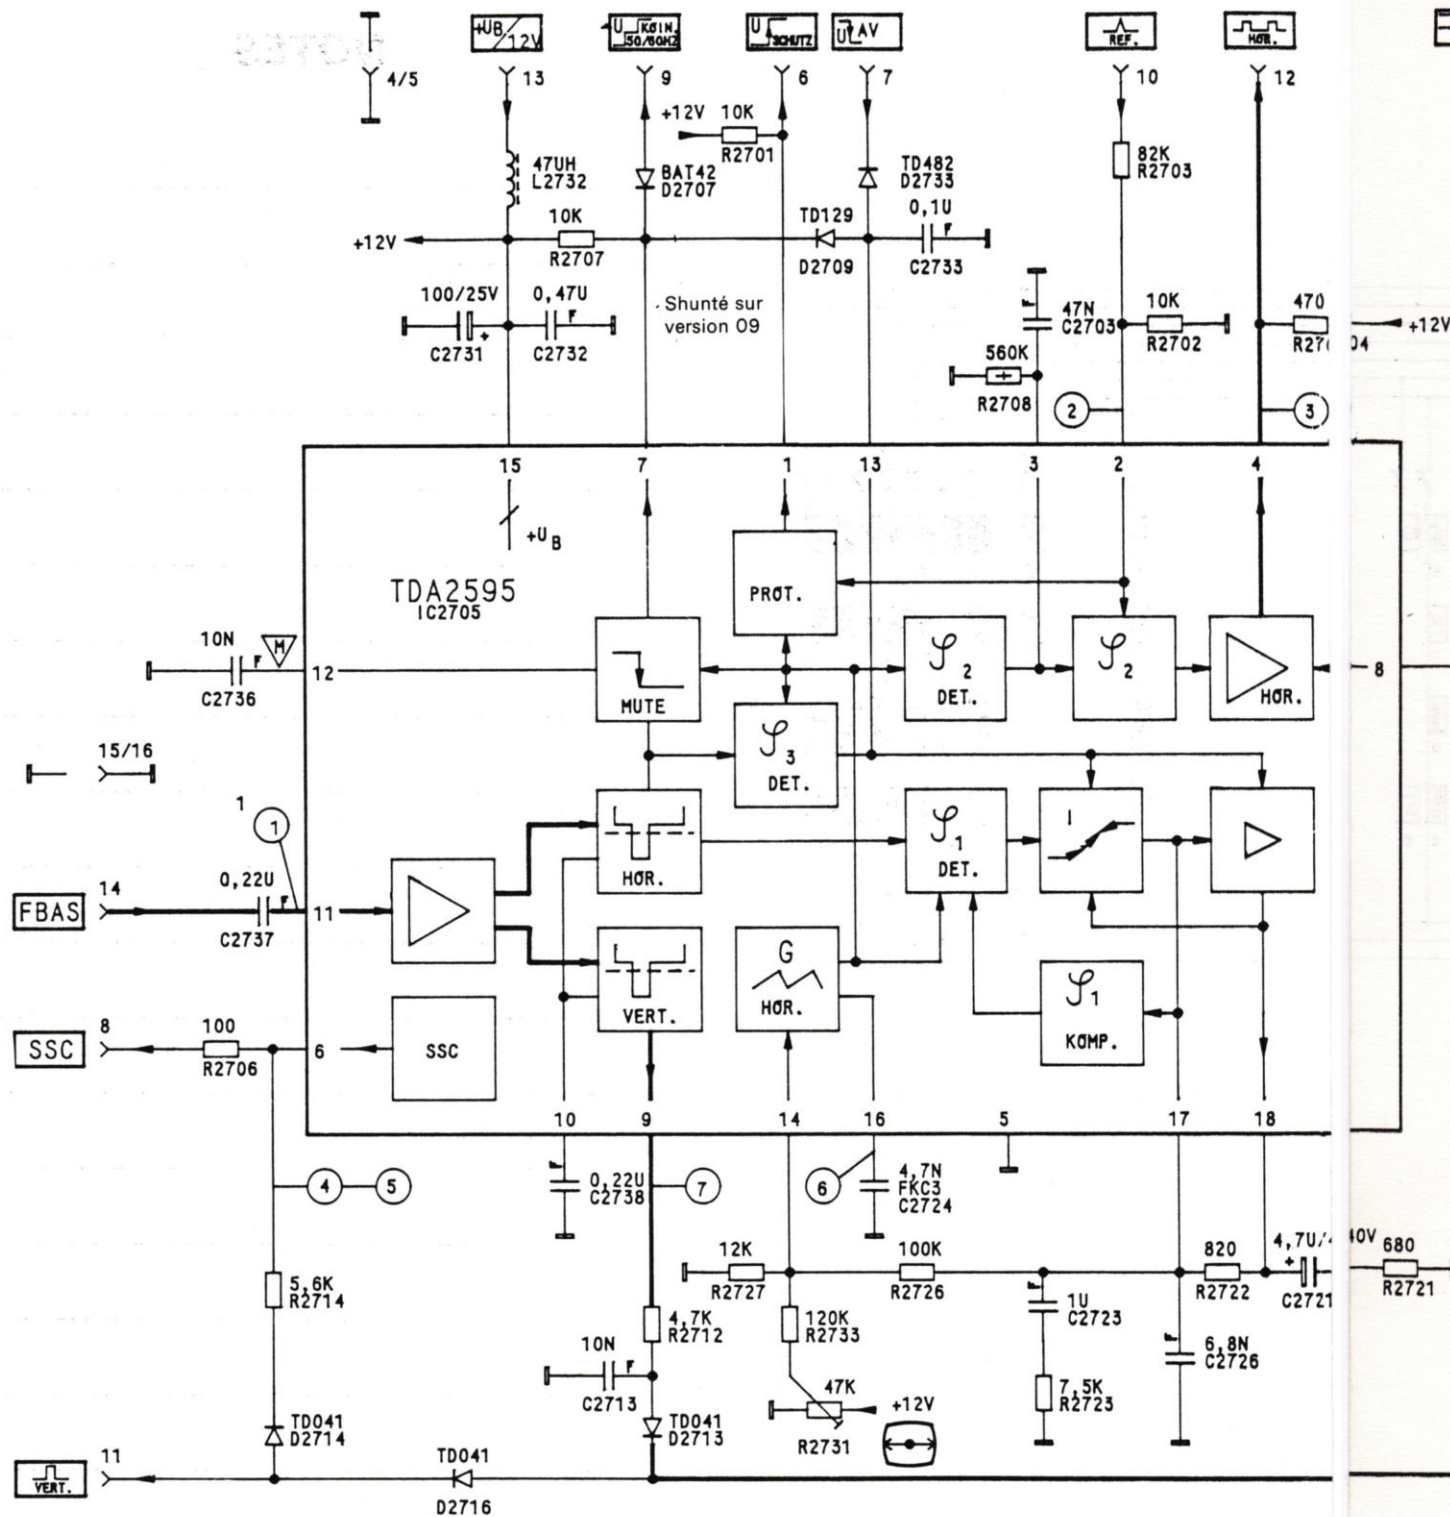 +UB/12V
U KOIN. 50/60HZ
U SCHUTZ
U AV
REF.
HOR.
4/5
13
9
6
7
10
12
+12V
10K
R2701
47UH
L2732
BAT42
D2707
TD482
D2733
82K
R2703
10K
R2707
TD129
D2709
0,1U
F
C2733
+12V
100/25V
+
C2731
0,47U
F
C2732
Shunté sur
version 09
F
47N
C2703
10K
R2702
470
+12V
560K
R2708
2
3
15
7
1
13
3
2
4
+UB
TDA2595
IC2705
PROT.
10N
M
F
C2736
12
MUTE
φ2
DET.
φ2
HOR.
8
φ3
DET.
15/16
1
1
HOR.
φ1
DET.
I
FBAS
14
0,22U
F
C2737
11
VERT.
G
HOR.
φ1
KOMP.
SSC
8
100
R2706
6
SSC
10
9
14
16
5
17
18
4
5
F
0,22U
C2738
7
6
4,7N
FKC3
C2724
5,6K
R2714
12K
R2727
100K
R2726
820
R2722
+
C2721
680
R2721
4,7K
R2712
120K
R2733
F
1U
C2723
F
6,8N
C2726
10N
F
C2713
47K
+12V
R2731
7,5K
R2723
TD041
D2714
TD041
D2713
VERT.
11
TD041
D2716